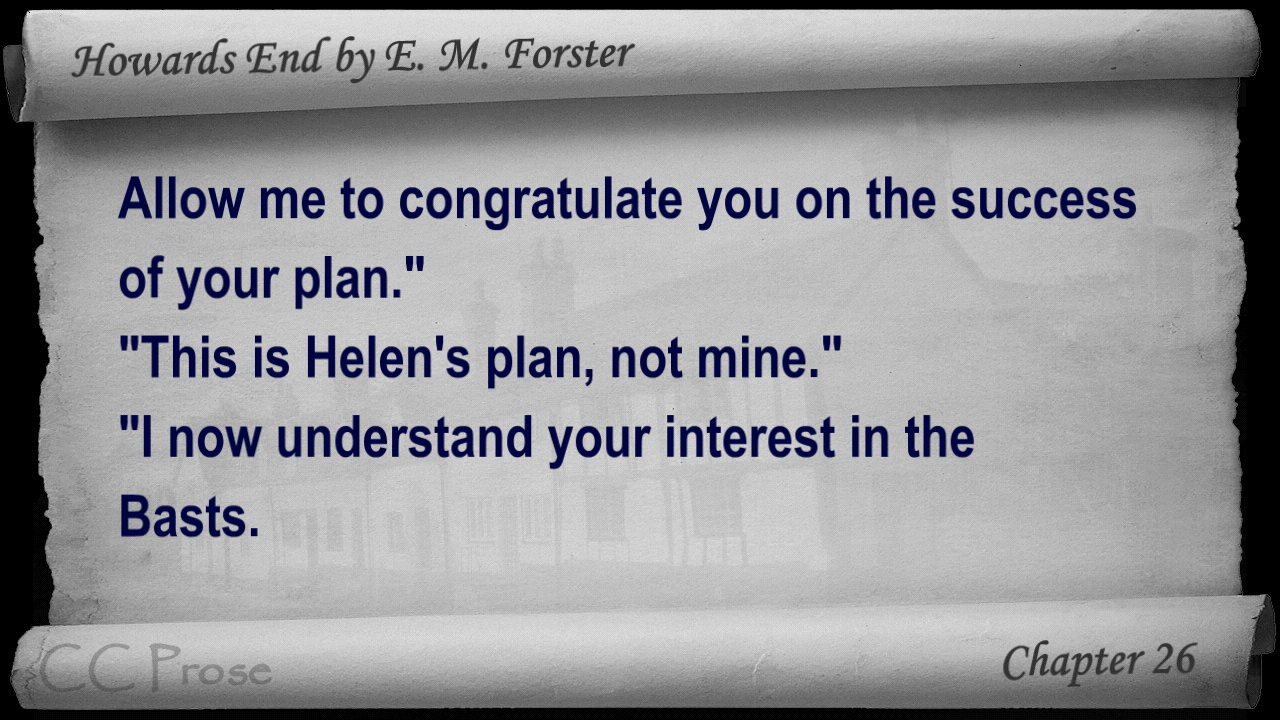 Howards End by E. M. Forster
Allow me to congratulate you on the success
of your plan."
"This is Helen's plan, not mine."
"I now understand your interest in the
Basts.
CC Prose
Chapter 26